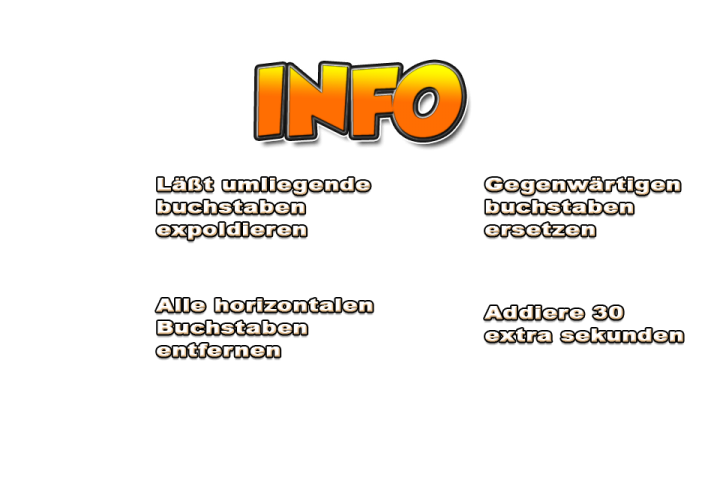 INFO
Läßt umliegende
buchstaben
expoldieren
Gegenwärtigen
buchstaben
ersetzen
Alle horizontalen
Buchstaben
entfernen
Addiere 30
extra sekunden